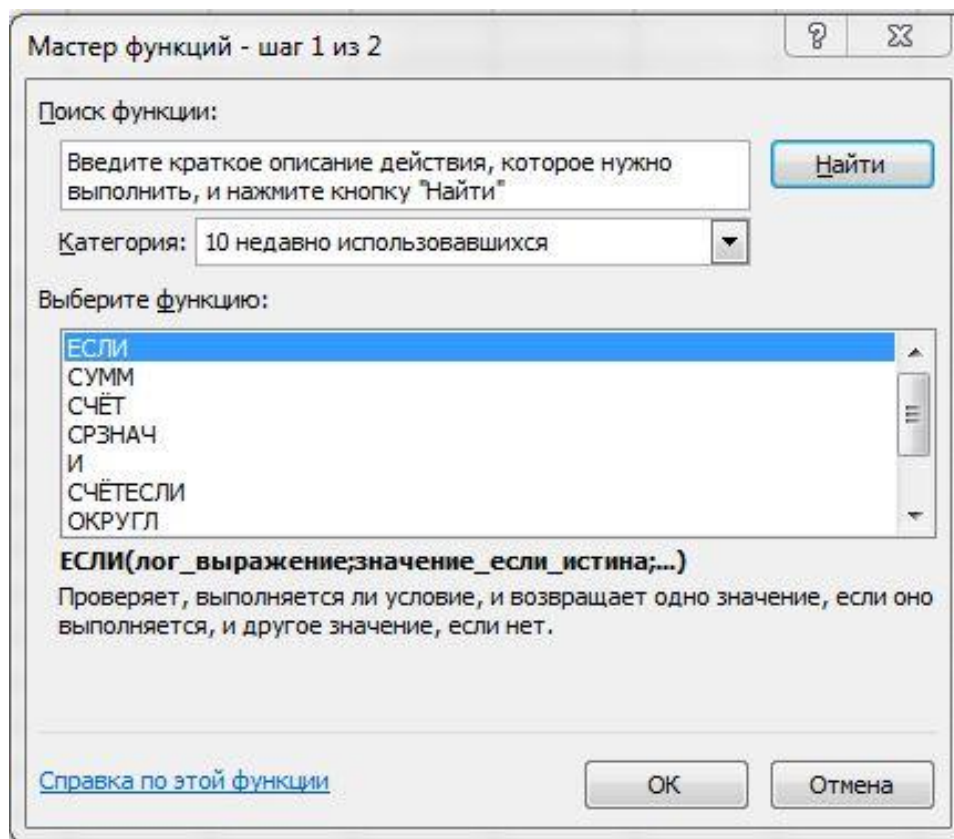 Мастер функций - шаг 1 из 2
Поиск функции:
Введите краткое описание действия, которое нужно
выполнить, и нажмите кнопку "Найти"
Найти
Категория: 10 недавно использовавшихся
Выберите функцию:
ЕСЛИ
СУММ
СЧЁТ
СРЗНАЧ
И
СЧЁТЕСЛИ
ОКРУГЛ
ЕСЛИ(лог_выражение;значение_если_истина;...)
Проверяет, выполняется ли условие, и возвращает одно значение, если оно
выполняется, и другое значение, если нет.
Справка по этой функции
ОК
Отмена